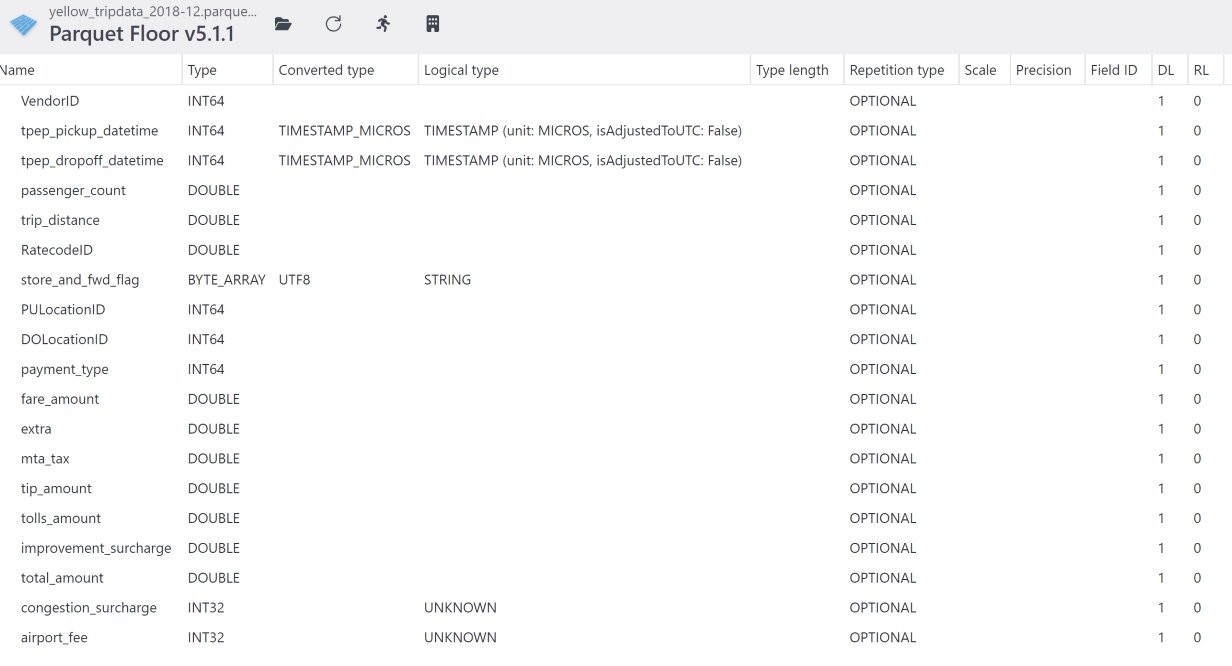 yellow_tripdata_2018-12.parque...
Parquet Floor v5.1.1
Name Type Converted type Logical type Type length Repetition type Scale Precision Field ID DL RL
VendorID INT64 OPTIONAL 1 0
tpep_pickup_datetime INT64 TIMESTAMP_MICROS TIMESTAMP (unit: MICROS, isAdjustedToUTC: False) OPTIONAL 1 0
tpep_dropoff_datetime INT64 TIMESTAMP_MICROS TIMESTAMP (unit: MICROS, isAdjustedToUTC: False) OPTIONAL 1 0
passenger_count DOUBLE OPTIONAL 1 0
trip_distance DOUBLE OPTIONAL 1 0
RatecodeID DOUBLE OPTIONAL 1 0
store_and_fwd_flag BYTE_ARRAY UTF8 STRING OPTIONAL 1 0
PULocationID INT64 OPTIONAL 1 0
DOLocationID INT64 OPTIONAL 1 0
payment_type INT64 OPTIONAL 1 0
fare_amount DOUBLE OPTIONAL 1 0
extra DOUBLE OPTIONAL 1 0
mta_tax DOUBLE OPTIONAL 1 0
tip_amount DOUBLE OPTIONAL 1 0
tolls_amount DOUBLE OPTIONAL 1 0
improvement_surcharge DOUBLE OPTIONAL 1 0
total_amount DOUBLE OPTIONAL 1 0
congestion_surcharge INT32 UNKNOWN OPTIONAL 1 0
airport_fee INT32 UNKNOWN OPTIONAL 1 0